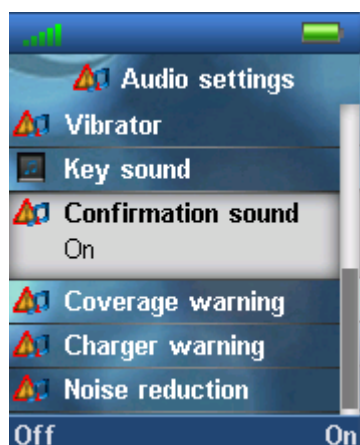 Audio settings
Vibrator
Key sound
Confirmation sound
On
Coverage warning
Charger warning
Noise reduction
Off On